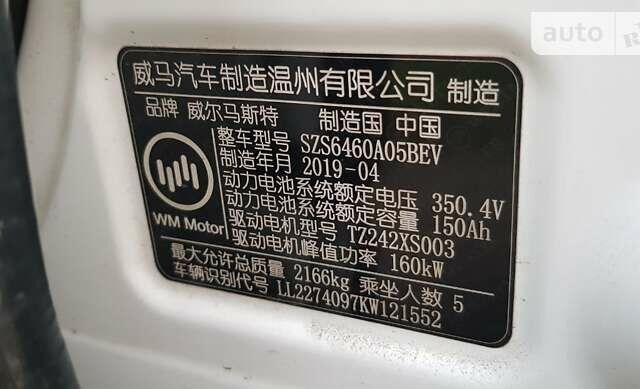 auto
威马汽车制造温州有限公司 制造
品牌 威尔马斯特 制造国 中国
整车型号 SZS6460A05BEV
制造年月 2019-04
动力电池系统额定电压 350.4V
动力电池系统额定容量 150Ah
驱动电机型号 TZ242XS003
驱动电机峰值功率 160kW
WM Motor
最大允许总质量 2166kg 乘坐人数 5
车辆识别代号 LL2274097KW121552